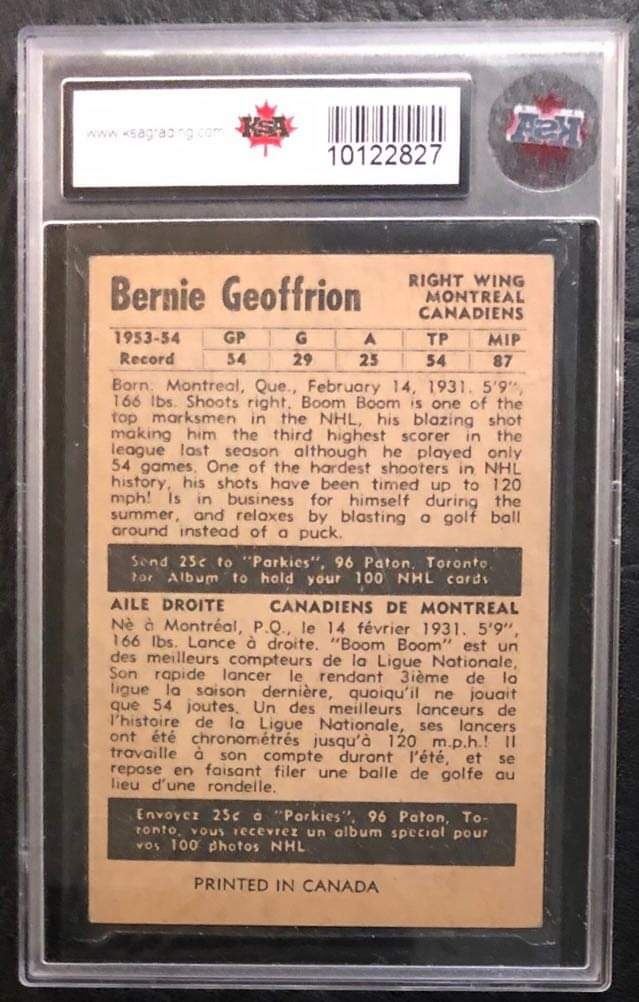 www.ksagrading.com
KSA
10122827
KSA
Bernie Geoffrion
RIGHT WING
MONTREAL
CANADIENS
1953-54 GP G A TP MIP
Record 54 29 25 54 87
Born: Montreal, Que., February 14, 1931. 5'9",
166 lbs. Shoots right. Boom Boom is one of the
top marksmen in the NHL, his blazing shot
making him the third highest scorer in the
league last season although he played only
54 games. One of the hardest shooters in NHL
history, his shots have been timed up to 120
mph! Is in business for himself during the
summer, and relaxes by blasting a golf ball
around instead of a puck.
Send 25c to "Parkies", 96 Paton, Toronto
for Album to hold your 100 NHL cards
AILE DROITE CANADIENS DE MONTREAL
Nè à Montréal, P.Q., le 14 février 1931. 5'9",
166 lbs. Lance à droite. "Boom Boom" est un
des meilleurs compteurs de la Ligue Nationale,
Son rapide lancer le rendant 3ième de la
ligue la saison dernière, quoiqu'il ne jouait
que 54 joutes. Un des meilleurs lanceurs de
l'histoire de la Ligue Nationale, ses lancers
ont été chronométrés jusqu'à 120 m.p.h.! Il
travaille à son compte durant l'été, et se
repose en faisant filer une balle de golfe au
lieu d'une rondelle.
Envoyez 25c a "Parkies", 96 Paton, To-
ronto, vous recevrez un album special pour
vos 100 photos NHL
PRINTED IN CANADA